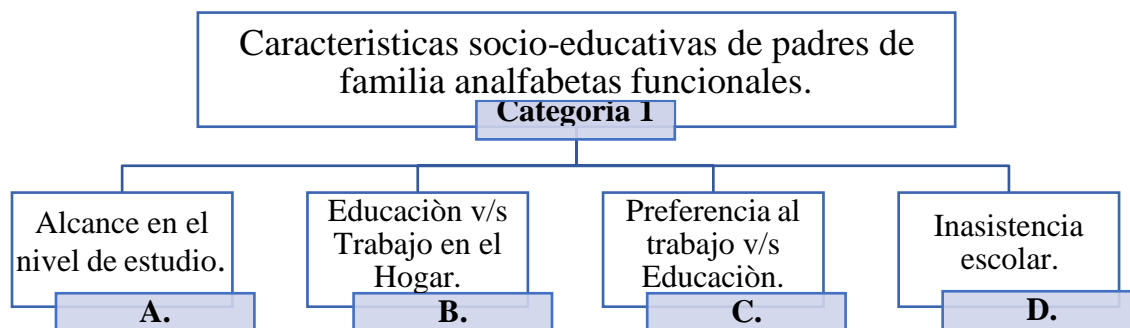 Caracteristicas socio-educativas de padres de
familia analfabetas funcionales.
Categoria 1
Alcance en el
nivel de estudio.
A.
Educaciòn v/s
Trabajo en el
Hogar.
B.
Preferencia al
trabajo v/s
Educaciòn.
C.
Inasistencia
escolar.
D.